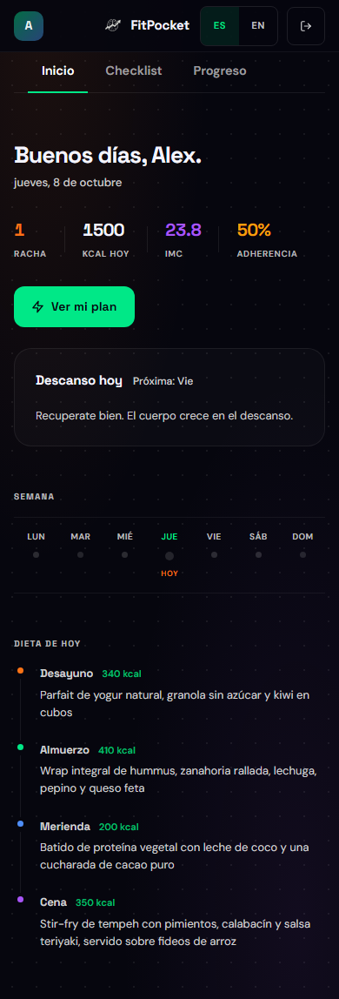 A
FitPocket
ES
EN
Inicio
Checklist
Progreso
Buenos días, Alex.
jueves, 8 de octubre
1
RACHA
1500
KCAL HOY
23.8
IMC
50%
ADHERENCIA
Ver mi plan
Descanso hoy Próxima: Vie
Recuperate bien. El cuerpo crece en el descanso.
SEMANA
LUN MAR MIÉ JUE VIE SÁB DOM
HOY
DIETA DE HOY
Desayuno 340 kcal
Parfait de yogur natural, granola sin azúcar y kiwi en
cubos
Almuerzo 410 kcal
Wrap integral de hummus, zanahoria rallada, lechuga,
pepino y queso feta
Merienda 200 kcal
Batido de proteína vegetal con leche de coco y una
cucharada de cacao puro
Cena 350 kcal
Stir-fry de tempeh con pimientos, calabacín y salsa
teriyaki, servido sobre fideos de arroz